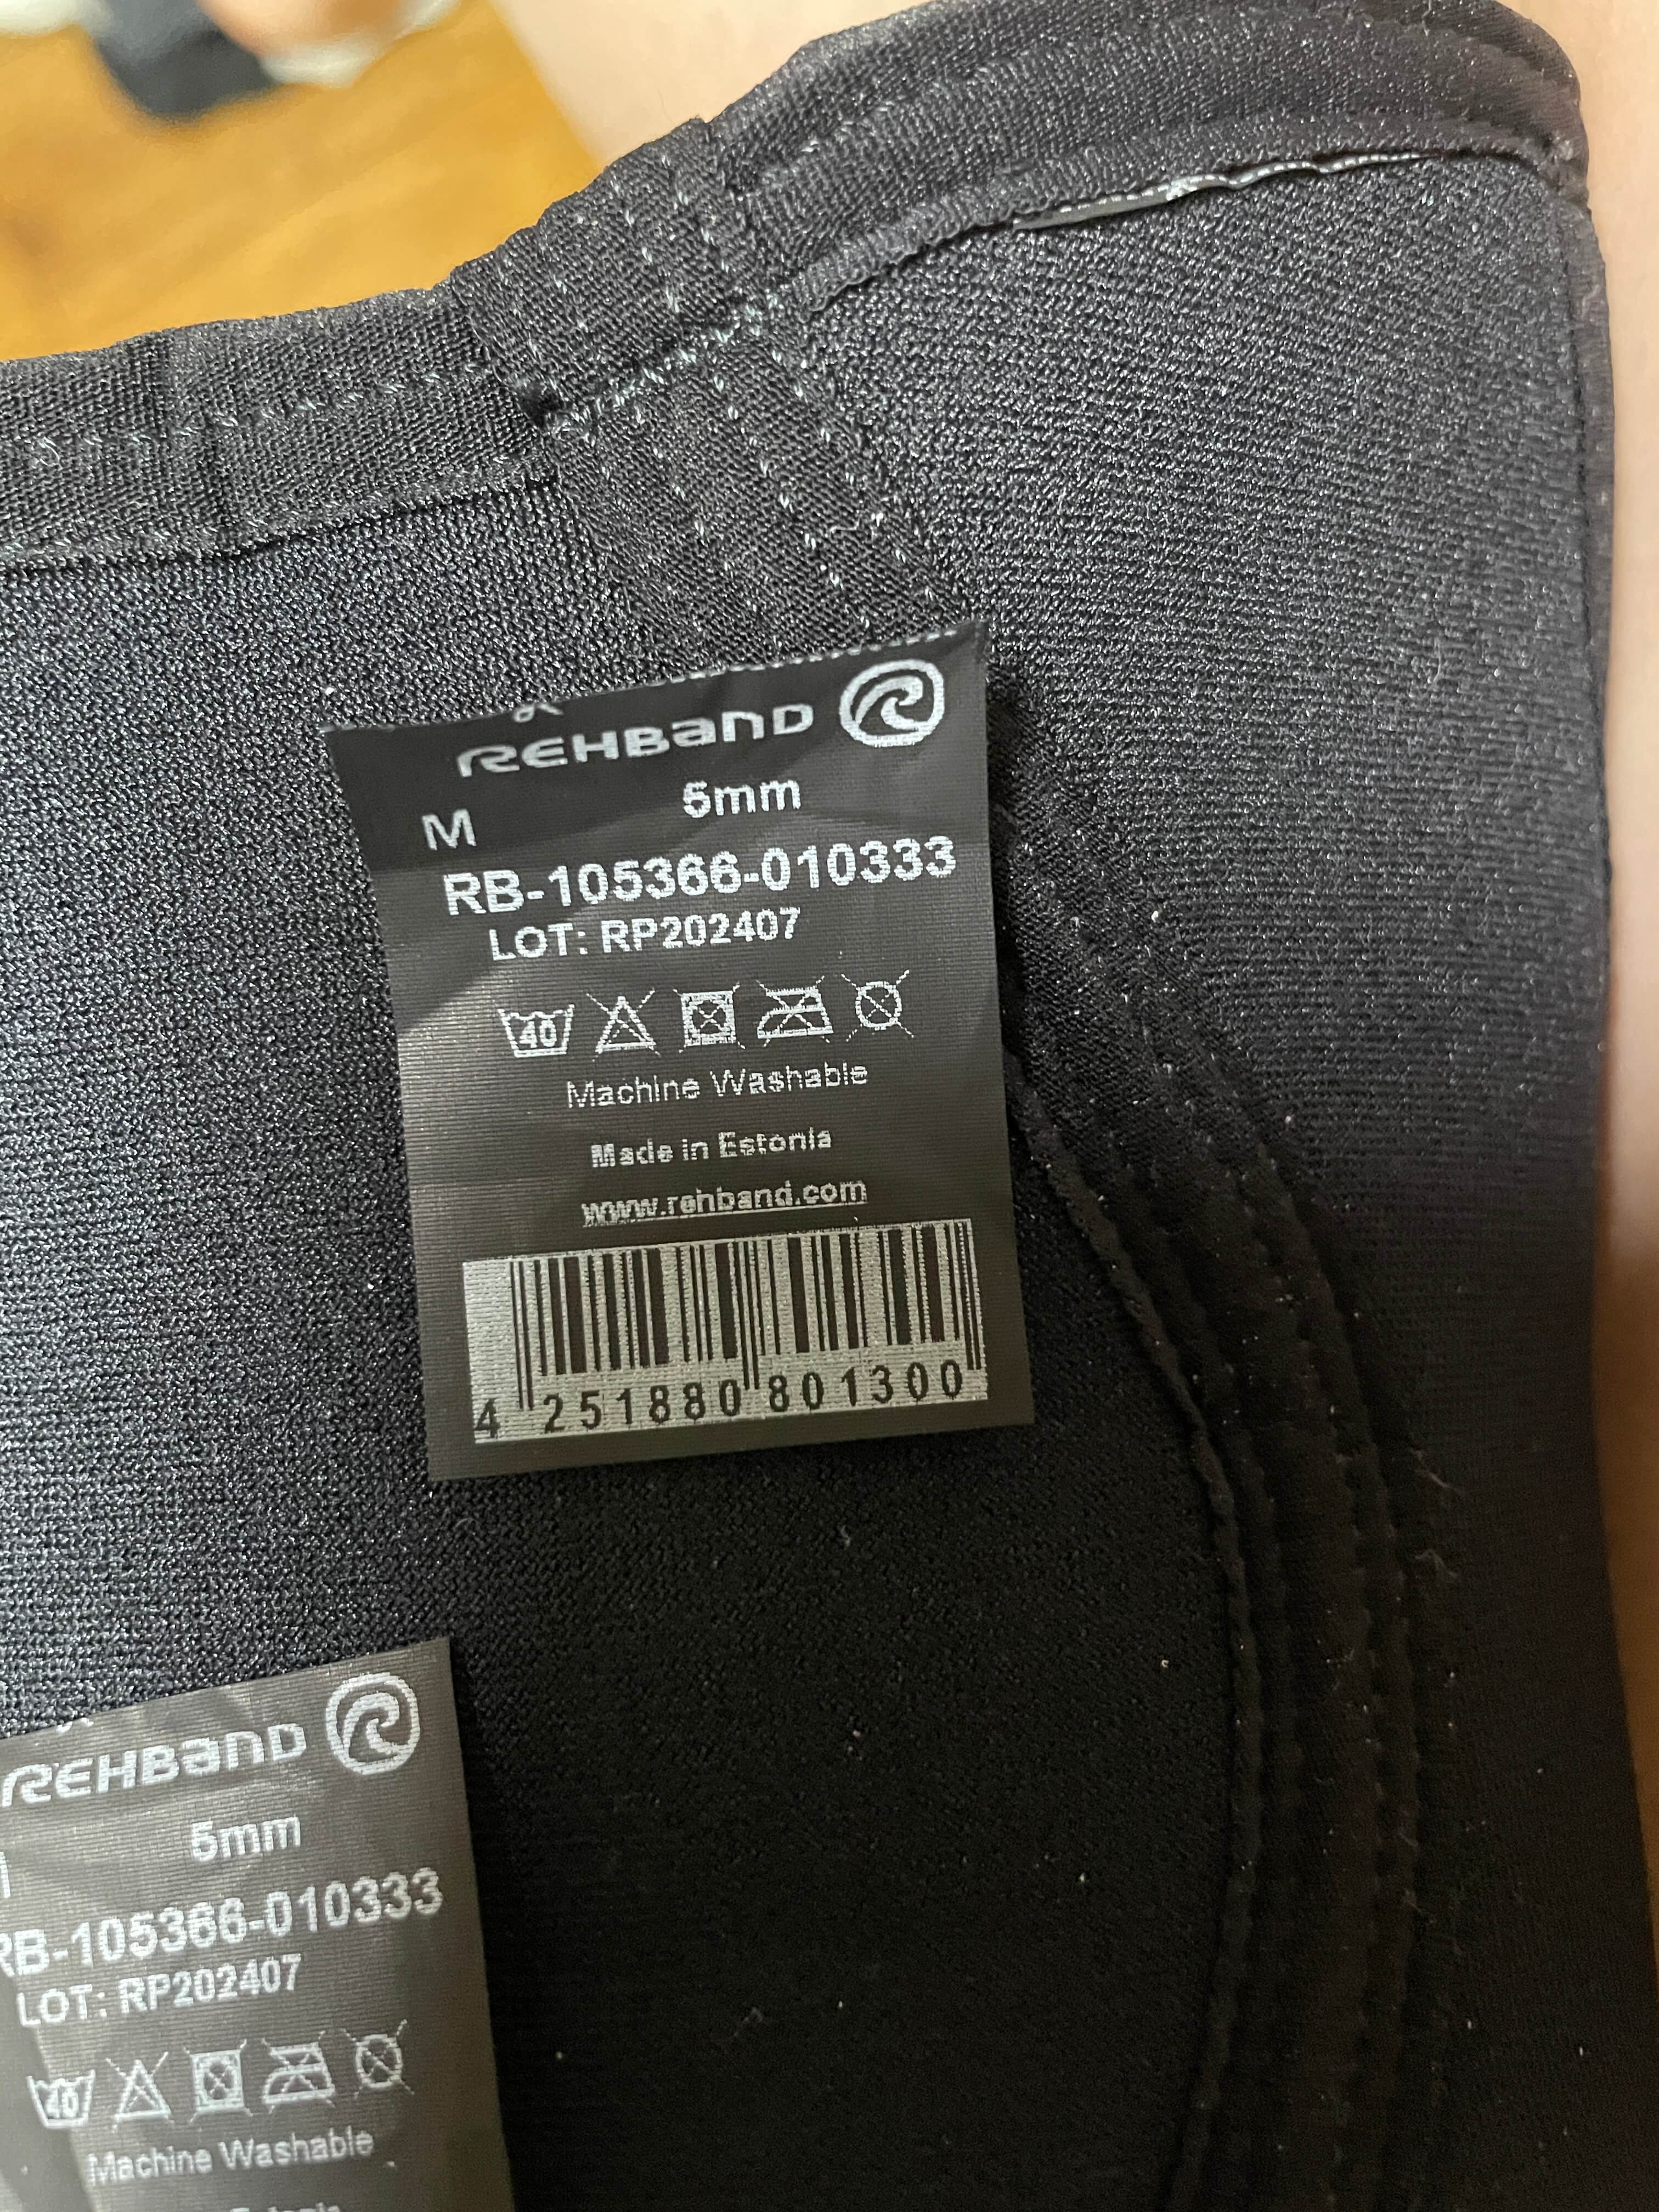 REHBAND
5mm
M
RB-105366-010333
LOT: RP202407
40
Machine Washable
Made in Estonia
www.rehband.com
4 251880 801300
REHBAND
5mm
RB-105366-010333
LOT: RP202407
40
Machine Washable